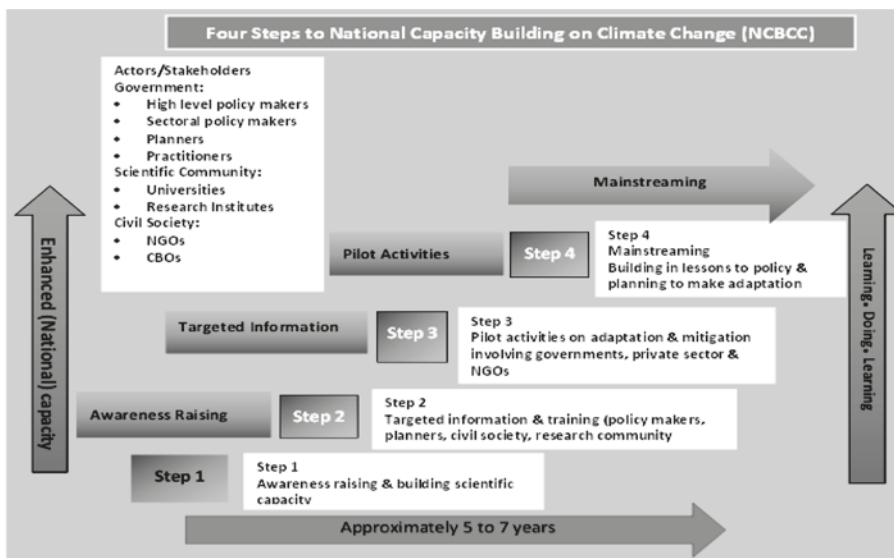 Four Steps to National Capacity Building on Climate Change (NCBCC)
Actors/Stakeholders
Government:
• High level policy makers
• Sectoral policy makers
• Planners
• Practitioners
Scientific Community:
• Universities
• Research Institutes
Civil Society:
• NGOs
• CBOs
Enhanced (National) capacity
Mainstreaming
Learning. Doing. Learning
Pilot Activities
Step 4
Step 4
Mainstreaming
Building in lessons to policy &
planning to make adaptation
Targeted Information
Step 3
Step 3
Pilot activities on adaptation & mitigation
involving governments, private sector &
NGOs
Awareness Raising
Step 2
Step 2
Targeted information & training (policy makers,
planners, civil society, research community
Step 1
Step 1
Awareness raising & building scientific
capacity
Approximately 5 to 7 years